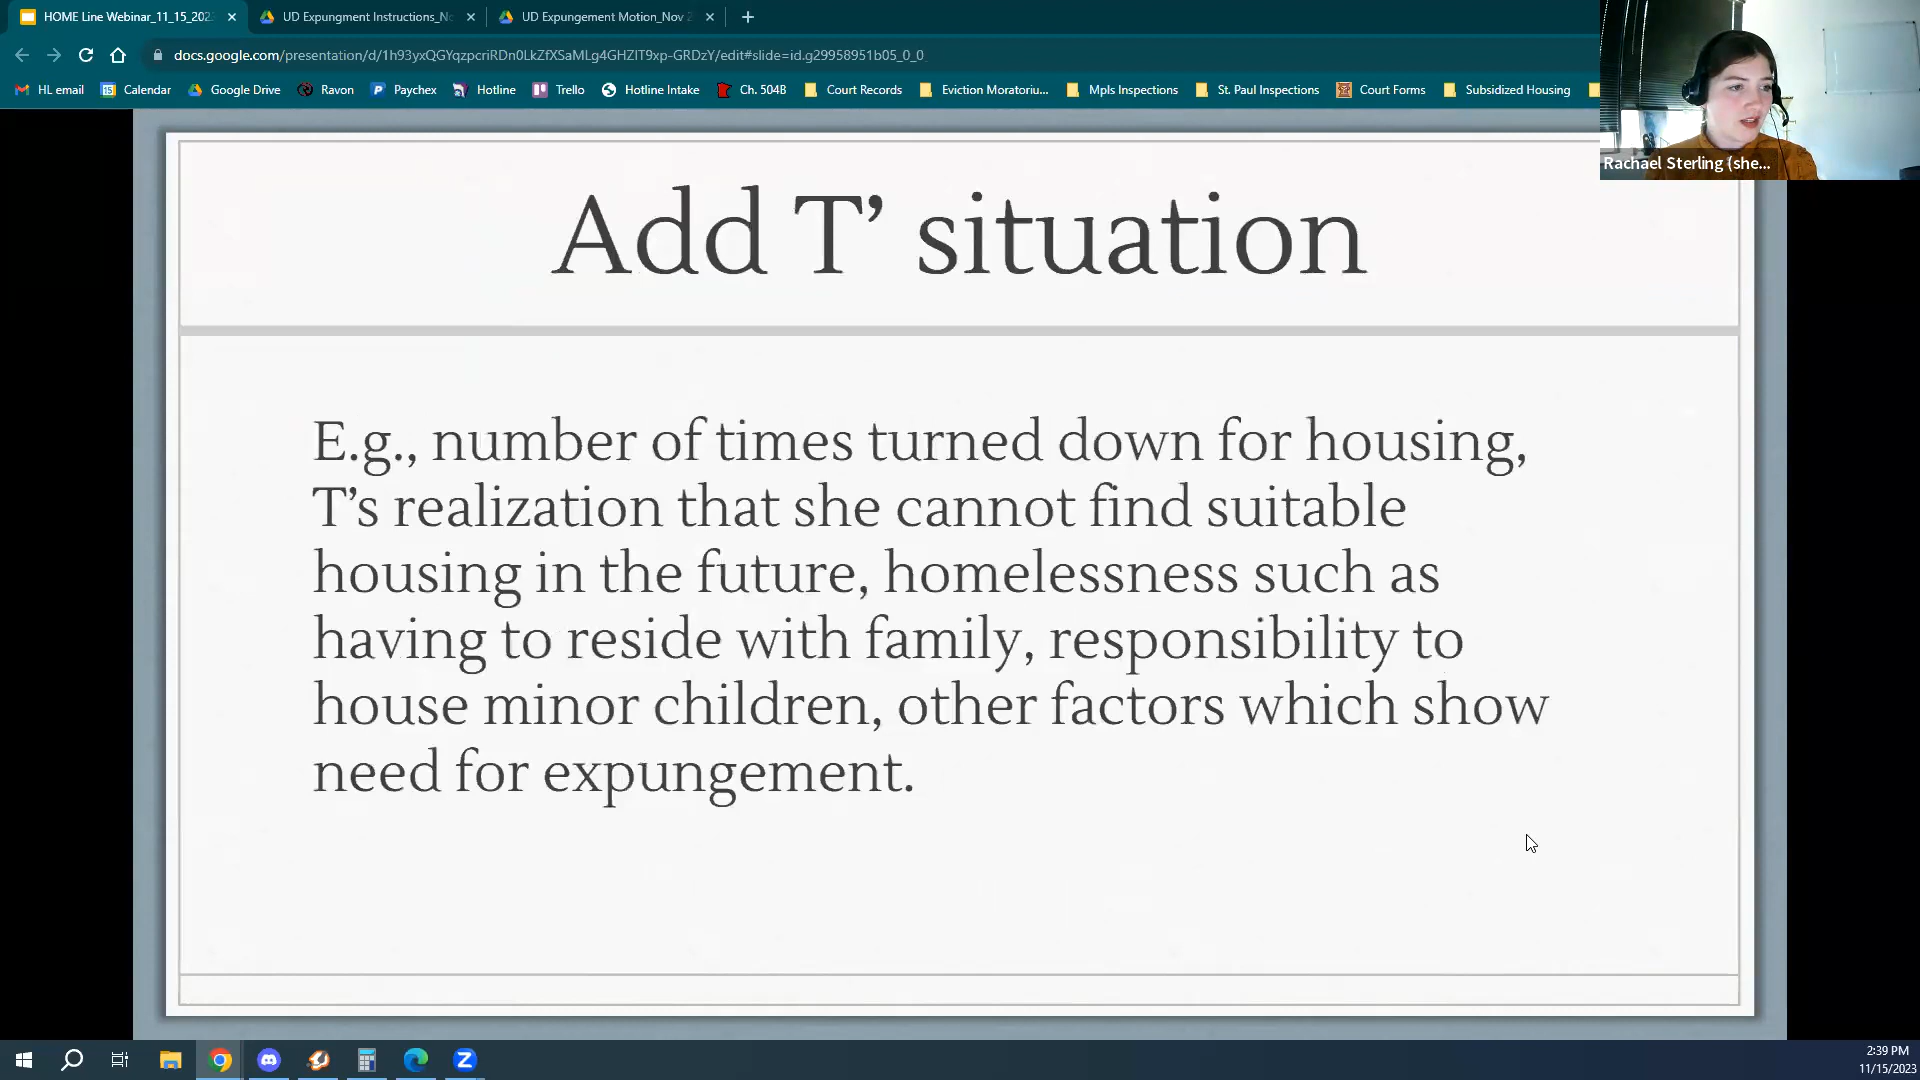 HOME Line Webinar_11_15_202
UD Expungment Instructions_No
UD Expungement Motion_Nov 2
docs.google.com/presentation/d/1h93yxQGYqzpcriRDn0LkZfXSaMLg4GHZIT9xp-GRDzY/edit#slide=id.g29958951b05_0_0
HL email
Calendar
Google Drive
Ravon
Paychex
Hotline
Trello
Hotline Intake
Ch. 504B
Court Records
Eviction Moratoriu...
Mpls Inspections
St. Paul Inspections
Court Forms
Subsidized Housing
Rachael Sterling (she...
Add T’ situation
E.g., number of times turned down for housing,
T’s realization that she cannot find suitable
housing in the future, homelessness such as
having to reside with family, responsibility to
house minor children, other factors which show
need for expungement.
2:39 PM
11/15/2023